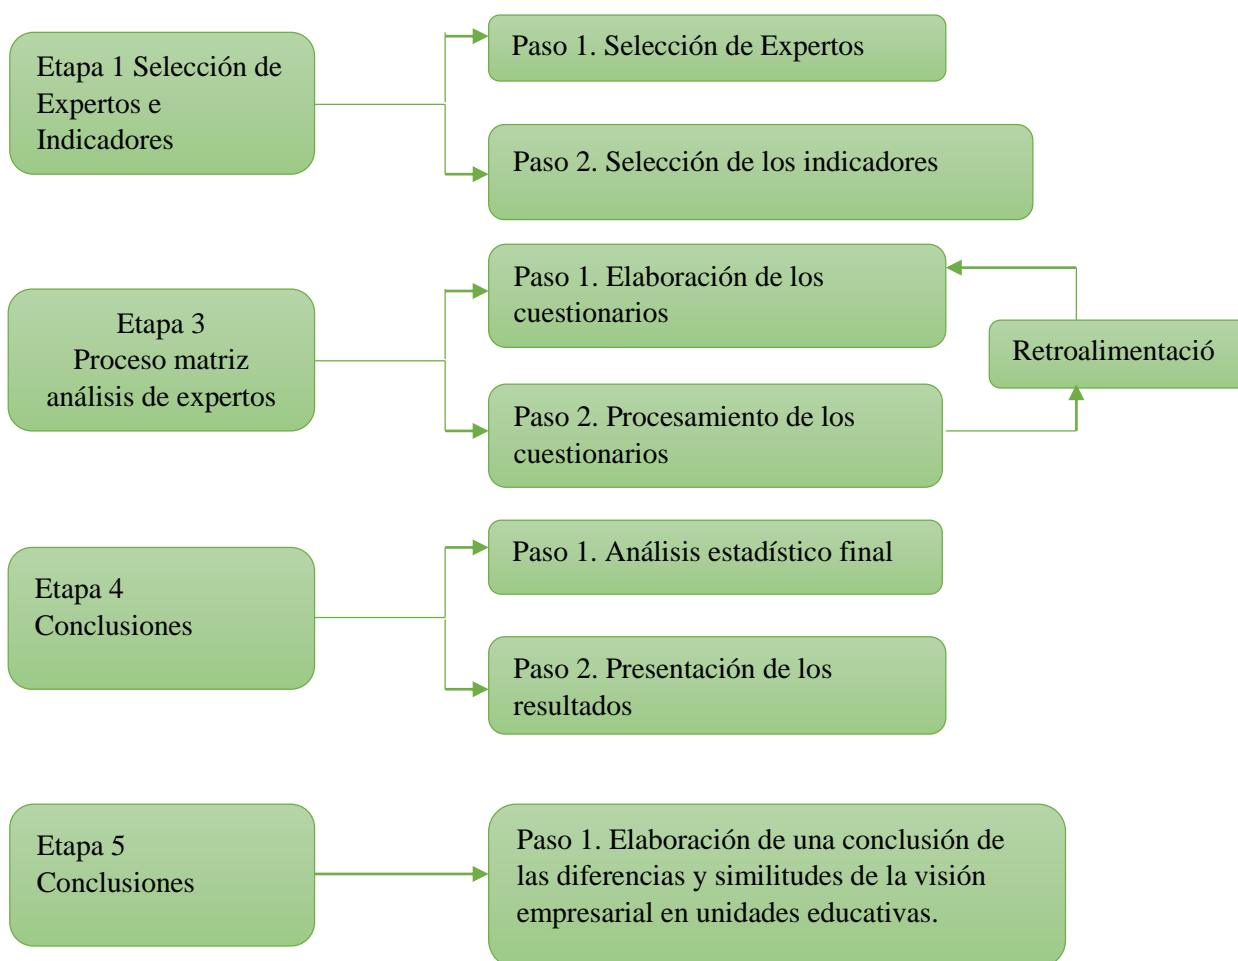 Etapa 1 Selección de
Expertos e
Indicadores
Paso 1. Selección de Expertos
Paso 2. Selección de los indicadores
Etapa 3
Proceso matriz
análisis de expertos
Paso 1. Elaboración de los
cuestionarios
Retroalimentació
Paso 2. Procesamiento de los
cuestionarios
Etapa 4
Conclusiones
Paso 1. Análisis estadístico final
Paso 2. Presentación de los
resultados
Etapa 5
Conclusiones
Paso 1. Elaboración de una conclusión de
las diferencias y similitudes de la visión
empresarial en unidades educativas.